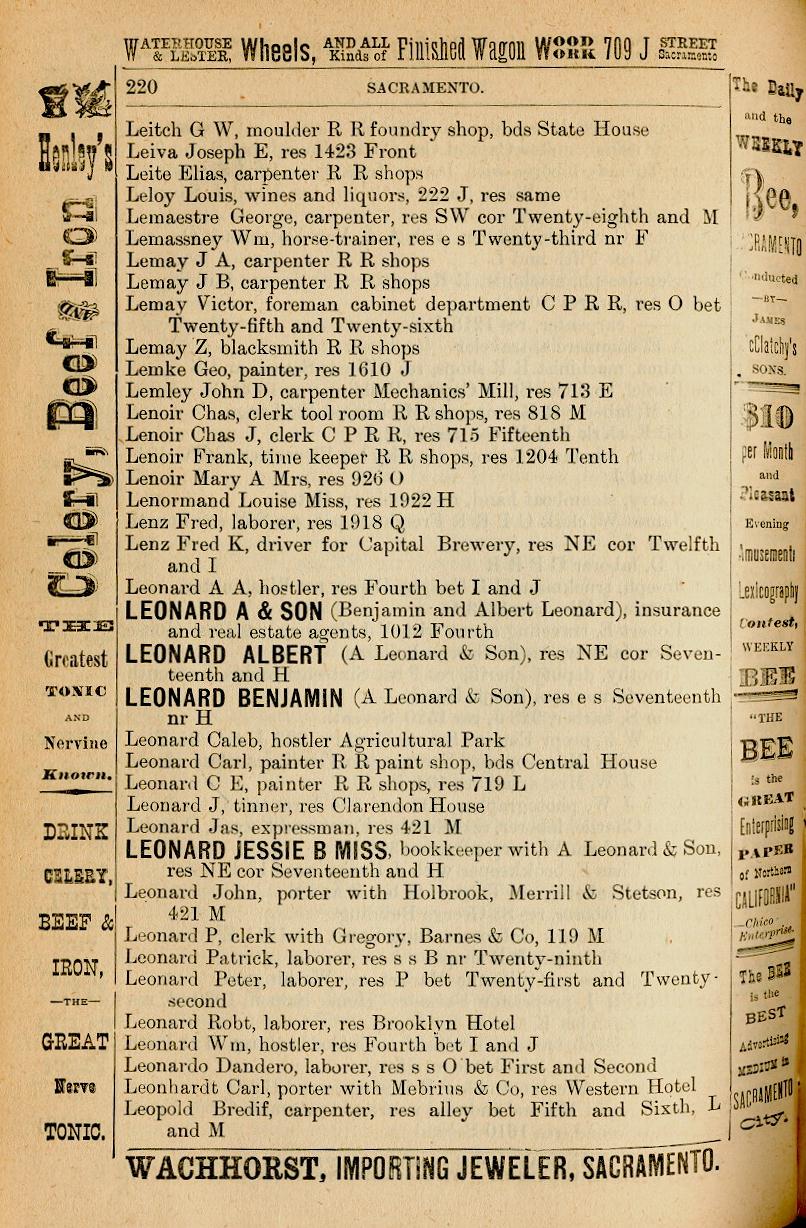 WATERHOUSE & LESTER, Wheels, AND ALL Kinds of Finished Wagon WOOD WORK 709 J STREET Sacramento
220 SACRAMENTO.
Leitch G W, moulder R R foundry shop, bds State House
Leiva Joseph E, res 1423 Front
Leite Elias, carpenter R R shops
Leloy Louis, wines and liquors, 222 J, res same
Lemaestre George, carpenter, res SW cor Twenty-eighth and M
Lemassney Wm, horse-trainer, res e s Twenty-third nr F
Lemay J A, carpenter R R shops
Lemay J B, carpenter R R shops
Lemay Victor, foreman cabinet department C P R R, res O bet
Twenty-fifth and Twenty-sixth
Lemay Z, blacksmith R R shops
Lemke Geo, painter, res 1610 J
Lemley John D, carpenter Mechanics' Mill, res 713 E
Lenoir Chas, clerk tool room R R shops, res 818 M
Lenoir Chas J, clerk C P R R, res 715 Fifteenth
Lenoir Frank, time keeper R R shops, res 1204 Tenth
Lenoir Mary A Mrs, res 926 O
Lenormand Louise Miss, res 1922 H
Lenz Fred, laborer, res 1918 Q
Lenz Fred K, driver for Capital Brewery, res NE cor Twelfth
and I
Leonard A A, hostler, res Fourth bet I and J
LEONARD A & SON (Benjamin and Albert Leonard), insurance
and real estate agents, 1012 Fourth
LEONARD ALBERT (A Leonard & Son), res NE cor Seven-
teenth and H
LEONARD BENJAMIN (A Leonard & Son), res e s Seventeenth
nr H
Leonard Caleb, hostler Agricultural Park
Leonard Carl, painter R R paint shop, bds Central House
Leonard C E, painter R R shops, res 719 L
Leonard J, tinner, res Clarendon House
Leonard Jas, expressman, res 421 M
LEONARD JESSIE B MISS, bookkeeper with A Leonard & Son,
res NE cor Seventeenth and H
Leonard John, porter with Holbrook, Merrill & Stetson, res
421 M
Leonard P, clerk with Gregory, Barnes & Co, 119 M
Leonard Patrick, laborer, res s s B nr Twenty-ninth
Leonard Peter, laborer, res P bet Twenty-first and Twenty-
second
Leonard Robt, laborer, res Brooklyn Hotel
Leonard Wm, hostler, res Fourth bet I and J
Leonardo Dandero, laborer, res s s O bet First and Second
Leonhardt Carl, porter with Mebrius & Co, res Western Hotel
Leopold Bredif, carpenter, res alley bet Fifth and Sixth, L
and M
WACHHORST, IMPORTING JEWELER, SACRAMENTO.
Henley's
Celery, Beef and Iron
THE
Greatest
TONIC
AND
Nervine
Known.
DRINK
CELERY,
BEEF &
IRON,
—THE—
GREAT
Nerve
TONIC.
The Daily
and the
WEEKLY
Bee,
CRAMENTO
Conducted
—BY—
JAMES
cClatchy's
SONS.
$10
per Month
and
Pleasant
Evening
Amusement
Lexicography
Contest,
WEEKLY
BEE
"THE
BEE
is the
GREAT
Enterprising
PAPER
of Northern
CALIFORNIA"
—Chico
Enterprise.
The BEE
is the
BEST
Advertising
MEDIUM in
SACRAMENTO
City.